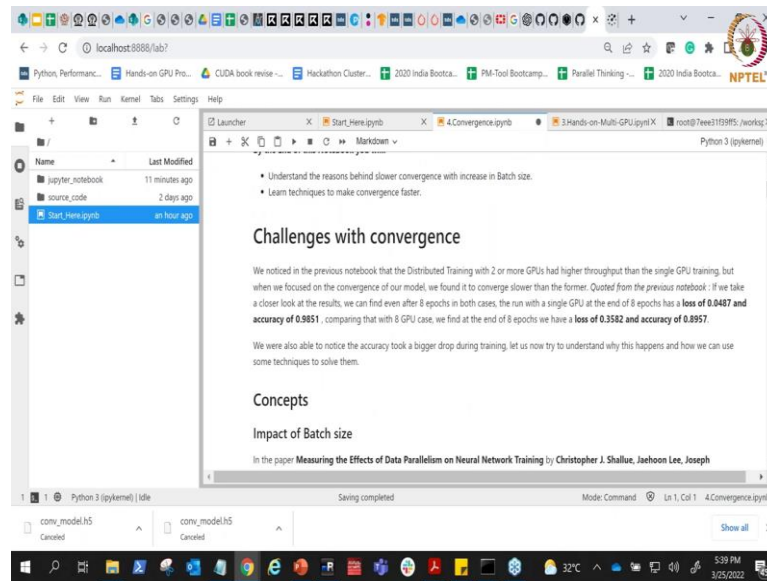 localhost:8888/lab?
Python, Performanc... Hands-on GPU Pro... CUDA book revise -... Hackathon Cluster... 2020 India Bootca... PM-Tool Bootcamp... Parallel Thinking -... 2020 India Bootca...
NPTEL
File Edit View Run Kernel Tabs Settings Help
Launcher X Start_Here.ipynb X 4.Convergence.ipynb 3.Hands-on-Multi-GPU.ipynl X root@7eee31f39ff5: /works
Markdown Python 3 (ipykernel)
/
Name Last Modified
jupyter_notebook 11 minutes ago
source_code 2 days ago
Start_Here.ipynb an hour ago
• Understand the reasons behind slower convergence with increase in Batch size.
• Learn techniques to make convergence faster.
Challenges with convergence
We noticed in the previous notebook that the Distributed Training with 2 or more GPUs had higher throughput than the single GPU training, but
when we focused on the convergence of our model, we found it to converge slower than the former. Quoted from the previous notebook : If we take
a closer look at the results, we can find even after 8 epochs in both cases, the run with a single GPU at the end of 8 epochs has a loss of 0.0487 and
accuracy of 0.9851 , comparing that with 8 GPU case, we find at the end of 8 epochs we have a loss of 0.3582 and accuracy of 0.8957.
We were also able to notice the accuracy took a bigger drop during training, let us now try to understand why this happens and how we can use
some techniques to solve them.
Concepts
Impact of Batch size
In the paper Measuring the Effects of Data Parallelism on Neural Network Training by Christopher J. Shallue, Jaehoon Lee, Joseph
1 1 Python 3 (ipykernel) | Idle Saving completed Mode: Command Ln 1, Col 1 4.Convergence.ipynl
conv_model.h5 conv_model.h5 Show all
Canceled Canceled
32°C 5:39 PM
3/25/2022